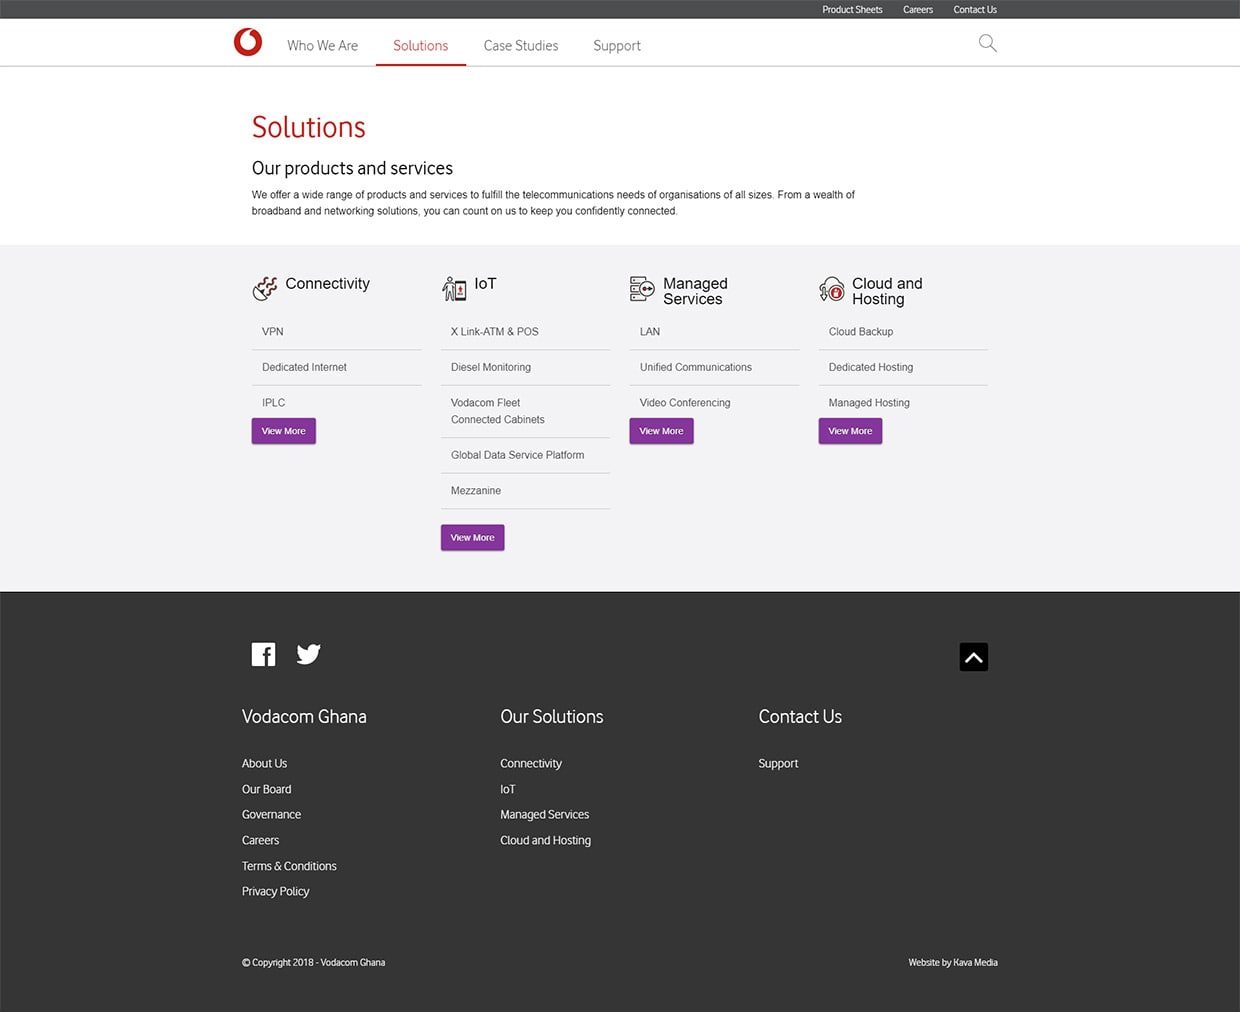 Product Sheets
Careers
Contact Us
Who We Are
Solutions
Case Studies
Support
Solutions
Our products and services
We offer a wide range of products and services to fulfill the telecommunications needs of organisations of all sizes. From a wealth of
broadband and networking solutions, you can count on us to keep you confidently connected.
Connectivity
VPN
Dedicated Internet
IPLC
View More
IoT
X Link-ATM & POS
Diesel Monitoring
Vodacom Fleet
Connected Cabinets
Global Data Service Platform
Mezzanine
View More
Managed
Services
LAN
Unified Communications
Video Conferencing
View More
Cloud and
Hosting
Cloud Backup
Dedicated Hosting
Managed Hosting
View More
Vodacom Ghana
About Us
Our Board
Governance
Careers
Terms & Conditions
Privacy Policy
Our Solutions
Connectivity
IoT
Managed Services
Cloud and Hosting
Contact Us
Support
© Copyright 2018 - Vodacom Ghana
Website by Kava Media